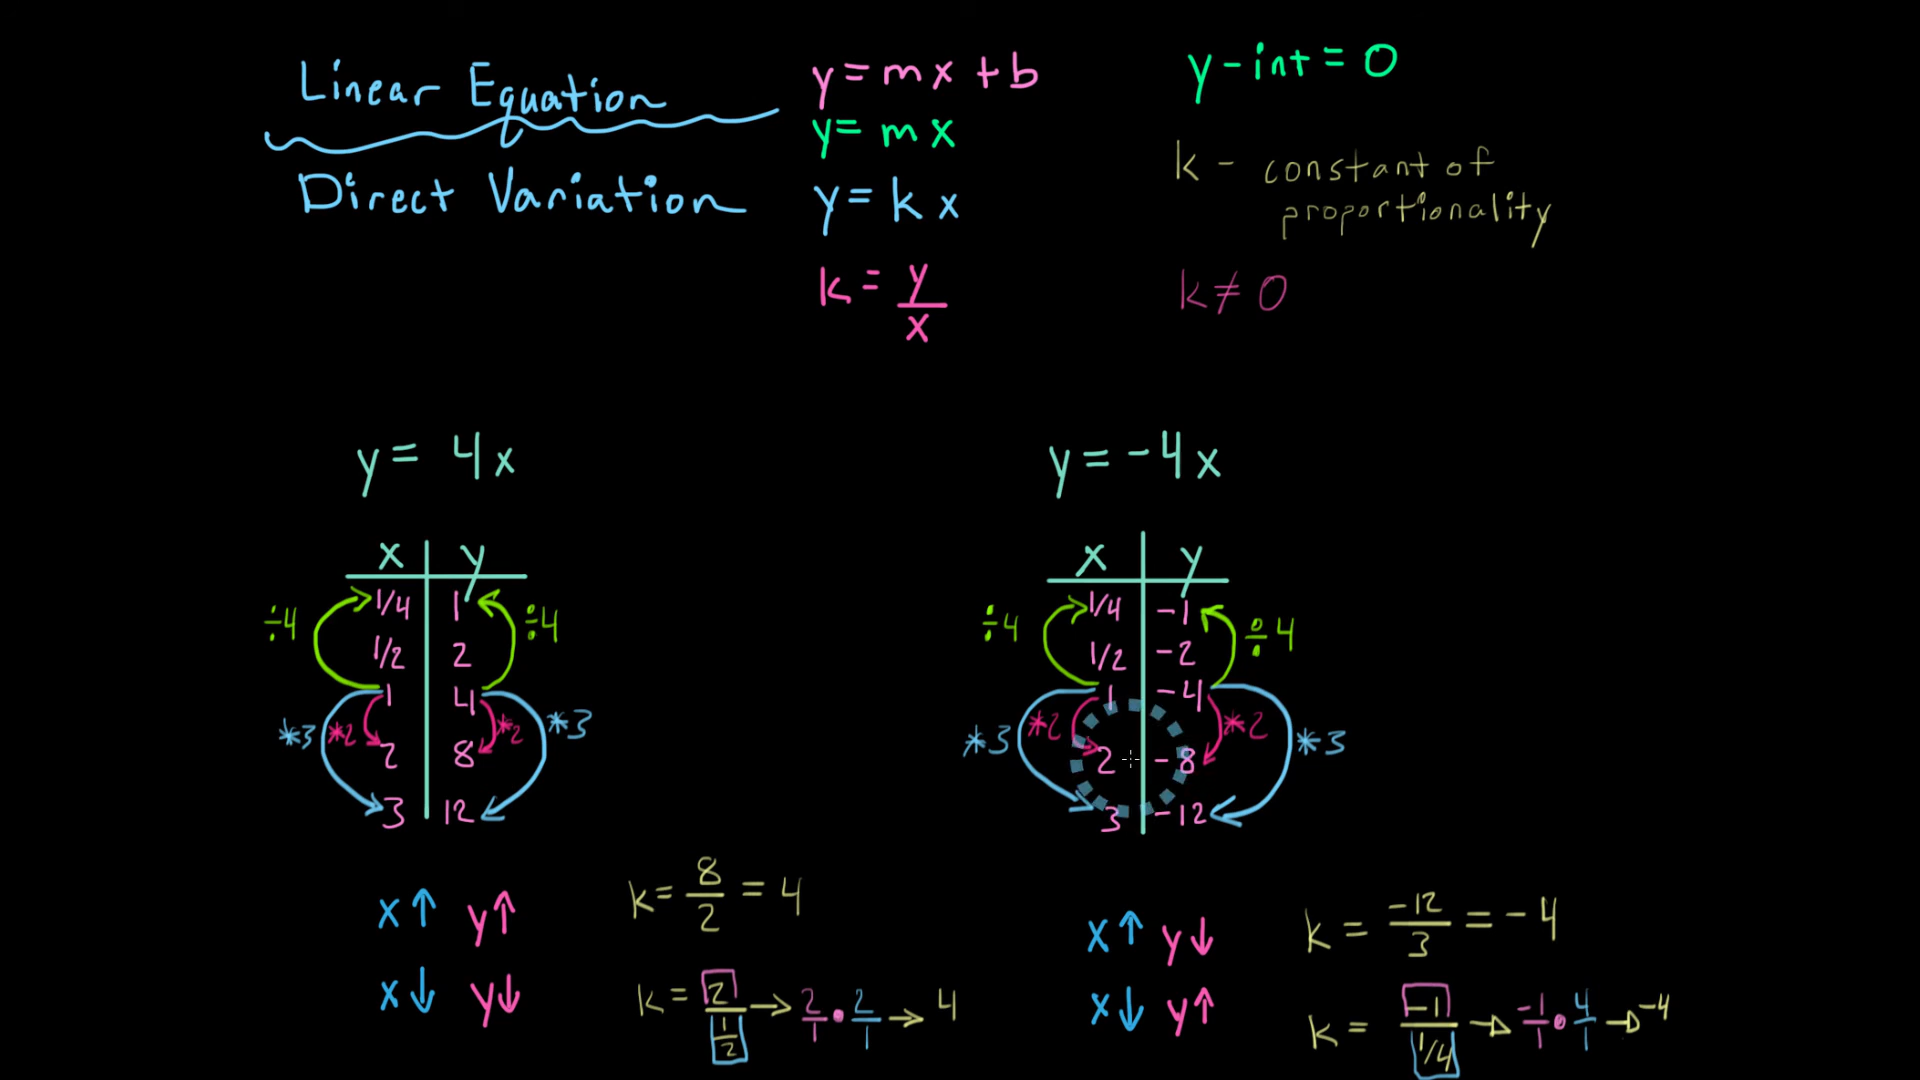 Linear Equation
Direct Variation
y = mx + b
y = mx
y = kx
k = y/x
y-int = 0
k - constant of
proportionality
k ≠ 0
y = 4x
x y
1/4 1
1/2 2
1 4
2 8
3 12
÷4 ÷4
*3 *2 *2 *3
x↑ y↑
x↓ y↓
k = 8/2 = 4
k = 2/(1/2) → 2/1 • 2/1 → 4
y = -4x
x y
1/4 -1
1/2 -2
1 -4
2 -8
3 -12
÷4 ÷4
*3 *2 *2 *3
x↑ y↓
x↓ y↑
k = -12/3 = -4
k = -1/(1/4) → -1/1 • 4/1 → -4